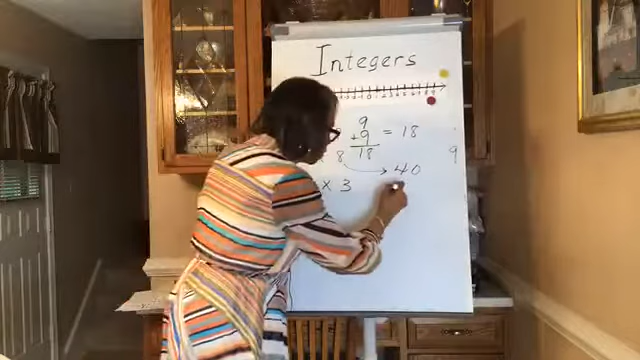 Integers
9
+ 9 = 18
18
8 → 40
9
x 3